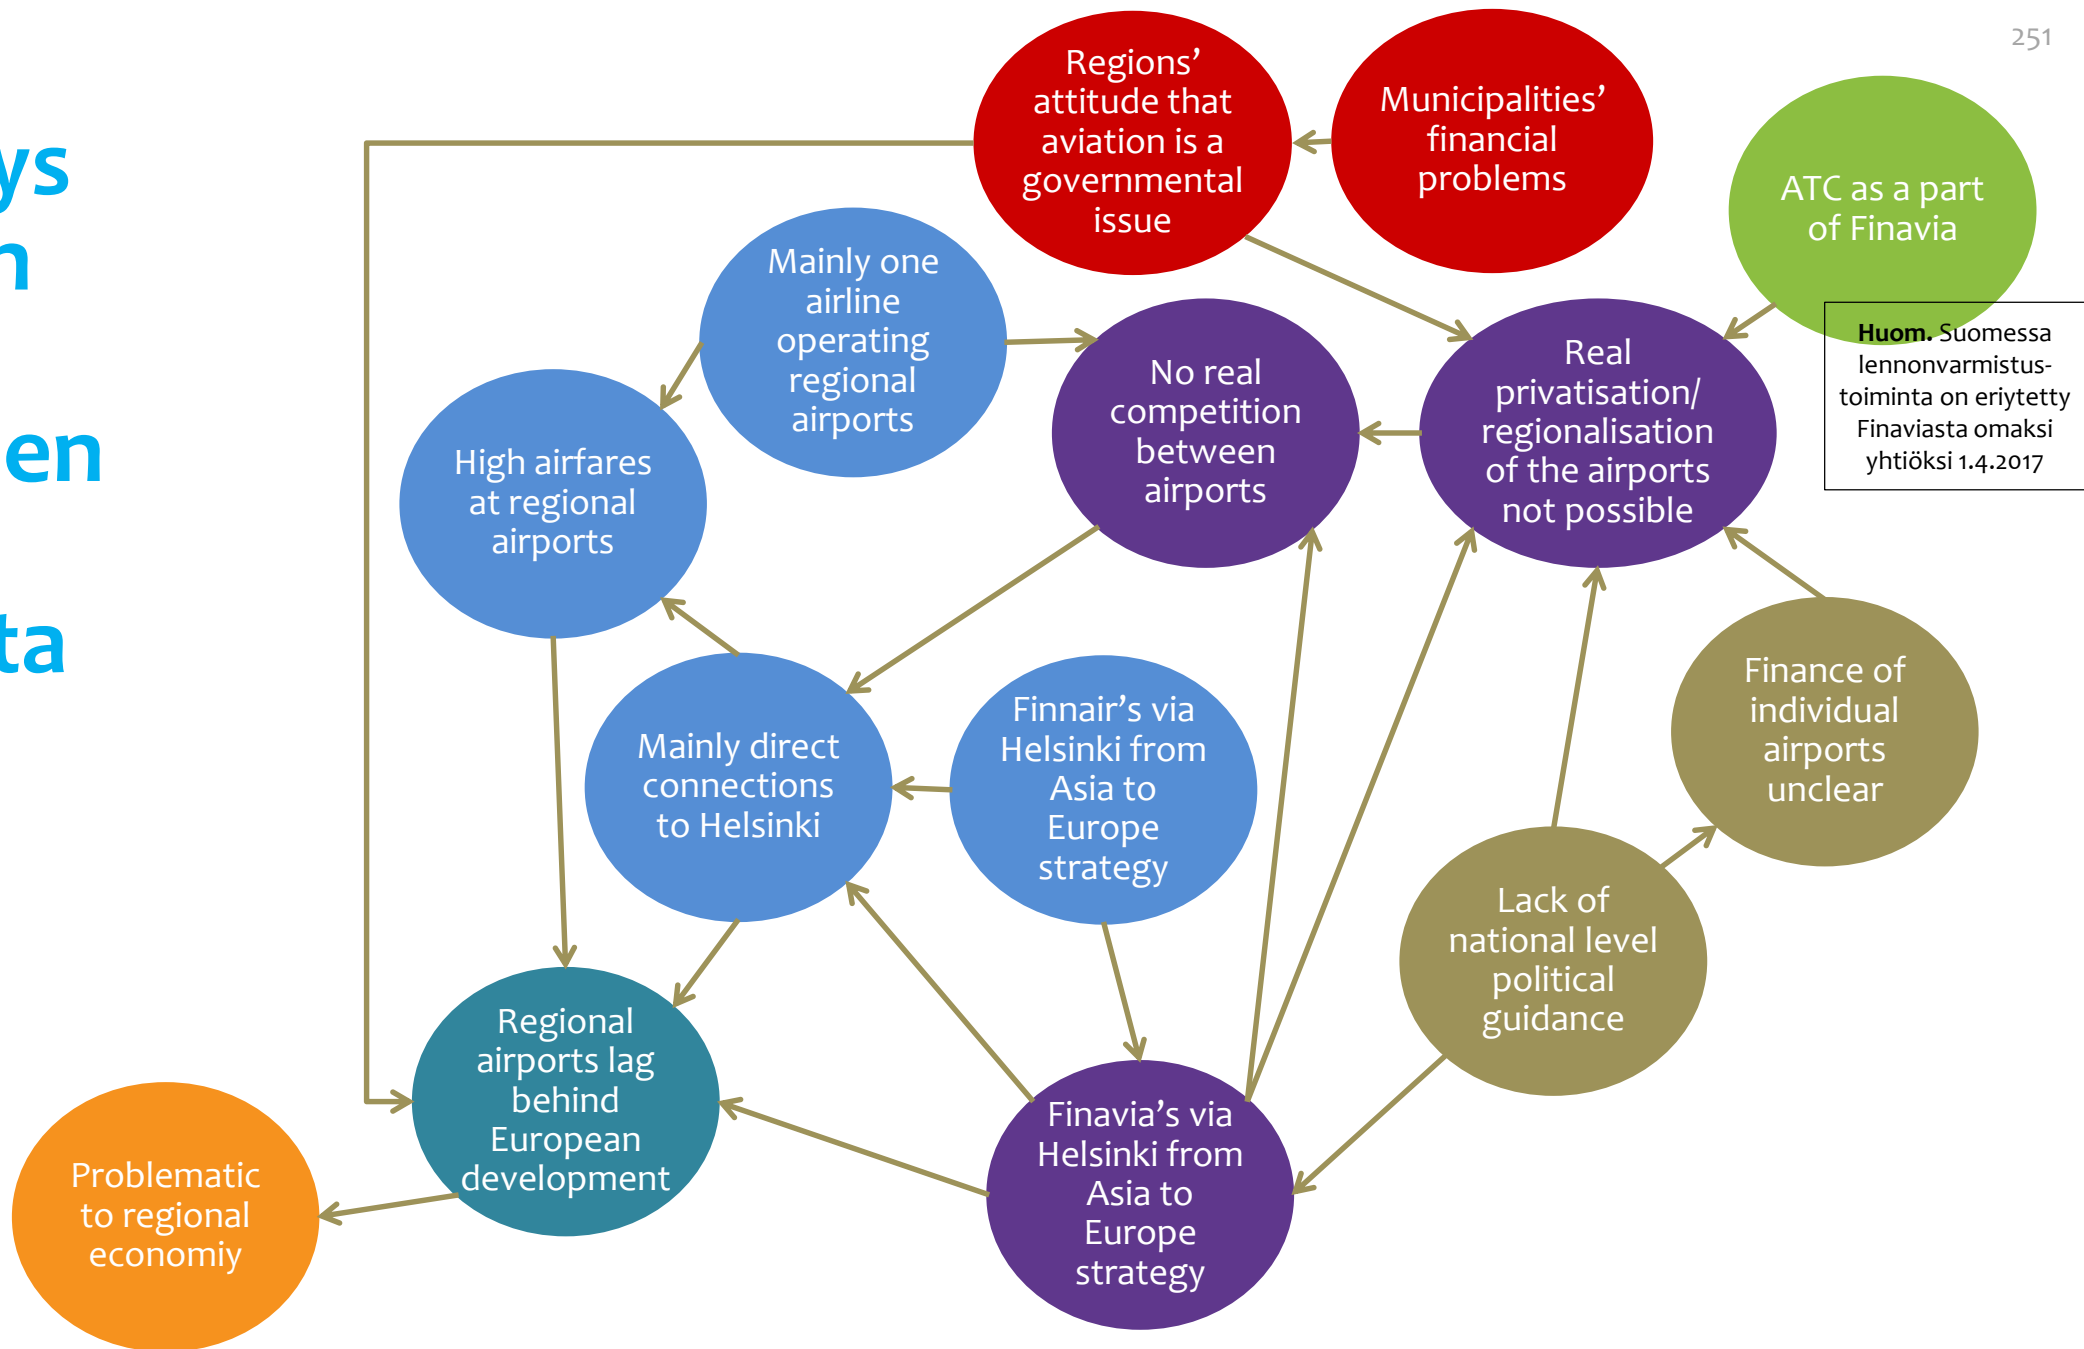 251
ys
n
en
ta
Regions’
attitude that
aviation is a
governmental
issue
Municipalities’
financial
problems
ATC as a part
of Finavia
Huom. Suomessa
lennonvarmistus-
toiminta on eriytetty
Finaviasta omaksi
yhtiöksi 1.4.2017
Mainly one
airline
operating
regional
airports
No real
competition
between
airports
Real
privatisation/
regionalisation
of the airports
not possible
High airfares
at regional
airports
Mainly direct
connections
to Helsinki
Finnair’s via
Helsinki from
Asia to
Europe
strategy
Finance of
individual
airports
unclear
Lack of
national level
political
guidance
Regional
airports lag
behind
European
development
Finavia’s via
Helsinki from
Asia to
Europe
strategy
Problematic
to regional
economiy